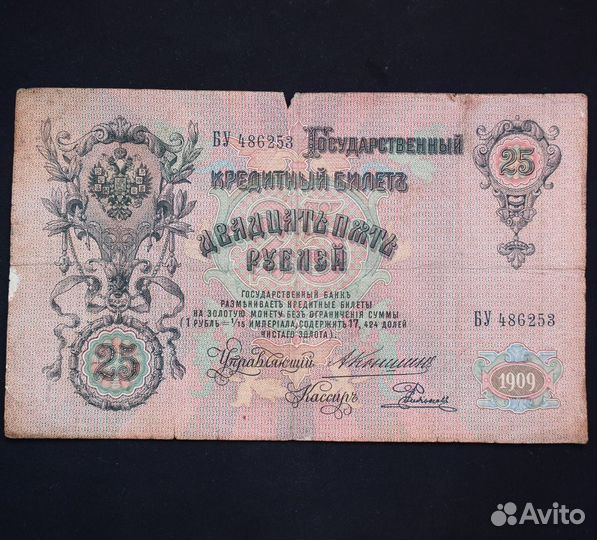 БУ 486253 Государственный
25
Кредитный Билетъ
Двадцать пять
Рублей
Государственный Банкъ
размѣниваетъ кредитные билеты
на золотую монету безъ ограниченія суммы
(1 рубль = 1/15 имперіала, содержитъ 17,424 долей
чистаго золота).
БУ 486253
25
Управляющій
Кассиръ
1909
Avito